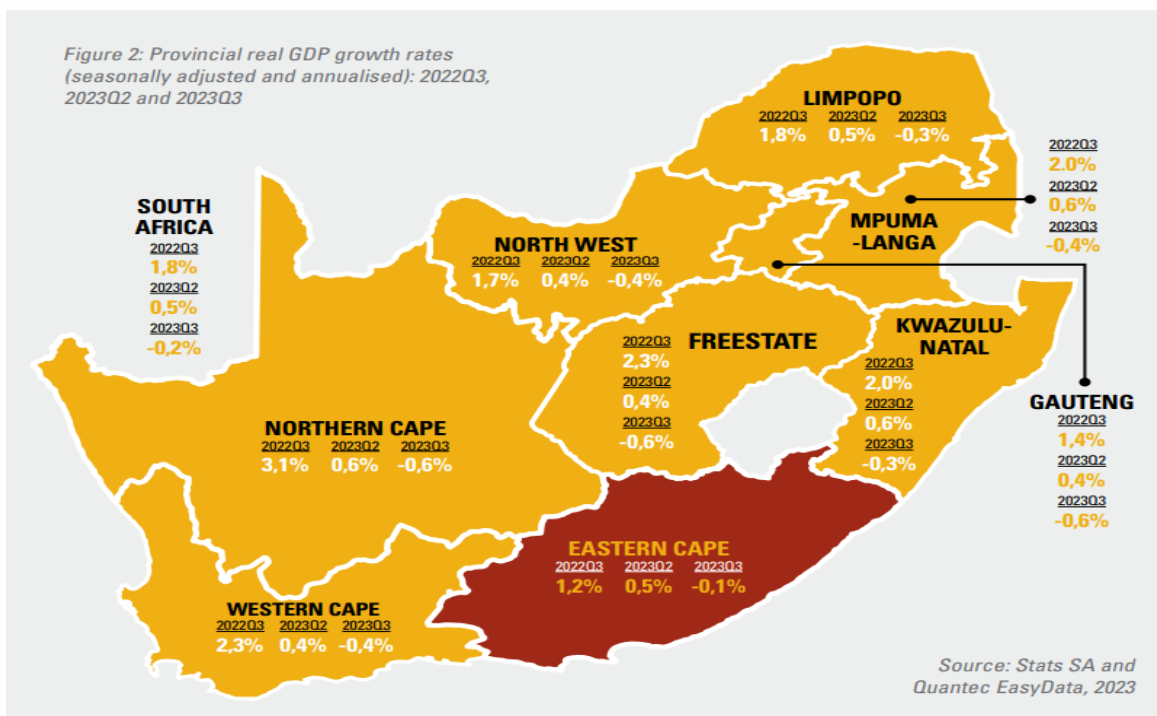 Figure 2: Provincial real GDP growth rates
(seasonally adjusted and annualised): 2022Q3,
2023Q2 and 2023Q3
LIMPOPO
2022Q3 2023Q2 2023Q3
1,8% 0,5% -0,3%
2022Q3
2.0%
2023Q2
0,6%
2023Q3
-0,4%
MPUMA
-LANGA
SOUTH
AFRICA
2022Q3
1,8%
2023Q2
0,5%
2023Q3
-0,2%
NORTH WEST
2022Q3 2023Q2 2023Q3
1,7% 0,4% -0,4%
FREESTATE
2022Q3
2,3%
2023Q2
0,4%
2023Q3
-0,6%
KWAZULU-
NATAL
2022Q3
2,0%
2023Q2
0,6%
2023Q3
-0,3%
GAUTENG
2022Q3
1,4%
2023Q2
0,4%
2023Q3
-0,6%
NORTHERN CAPE
2022Q3 2023Q2 2023Q3
3,1% 0,6% -0,6%
EASTERN CAPE
2022Q3 2023Q2 2023Q3
1,2% 0,5% -0,1%
WESTERN CAPE
2022Q3 2023Q2 2023Q3
2,3% 0,4% -0,4%
Source: Stats SA and
Quantec EasyData, 2023